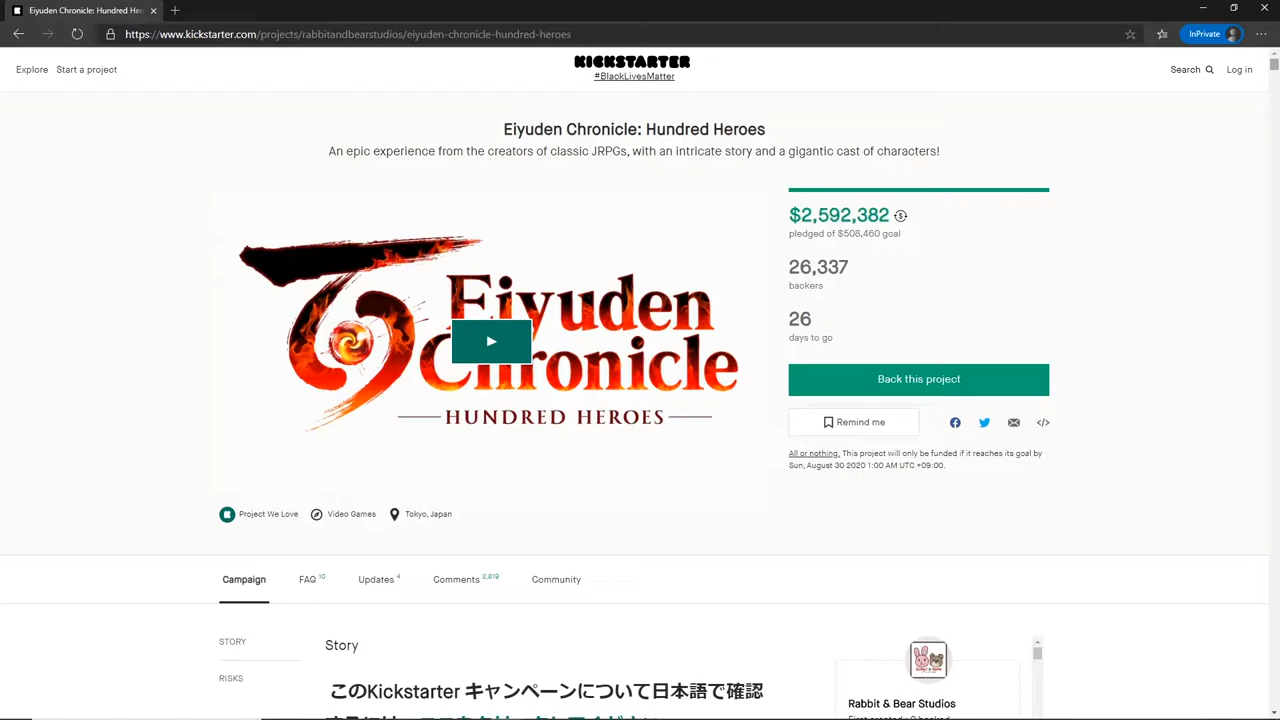 Eiyuden Chronicle: Hundred He
https://www.kickstarter.com/projects/rabbitandbearstudios/eiyuden-chronicle-hundred-heroes
InPrivate
Explore
Start a project
KICKSTARTER
#BlackLivesMatter
Search
Log in
Eiyuden Chronicle: Hundred Heroes
An epic experience from the creators of classic JRPGs, with an intricate story and a gigantic cast of characters!
Eiyuden
Chronicle
HUNDRED HEROES
$2,592,382
pledged of $508,460 goal
26,337
backers
26
days to go
Back this project
Remind me
</>
All or nothing. This project will only be funded if it reaches its goal by
Sun, August 30 2020 1:00 AM UTC +09:00.
Project We Love
Video Games
Tokyo, Japan
Campaign
FAQ 10
Updates 4
Comments 2,819
Community
STORY
RISKS
Story
このKickstarter キャンペーンについて日本語で確認
Rabbit & Bear Studios